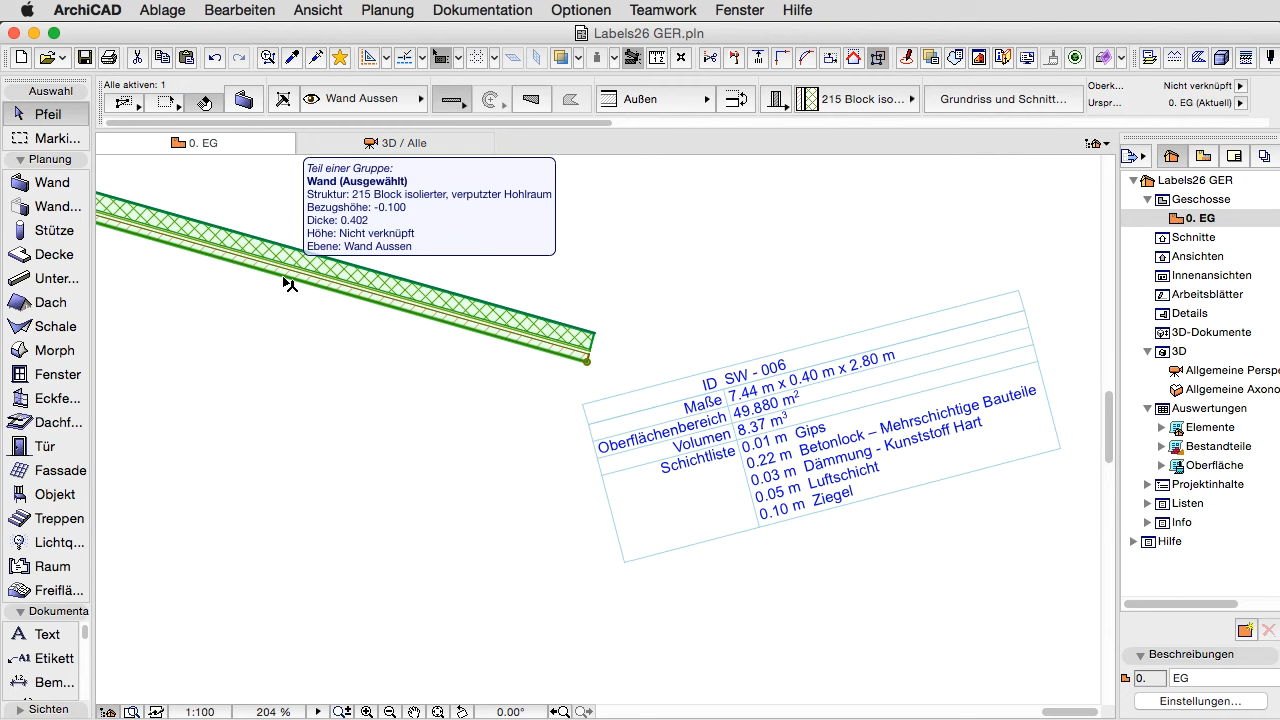 ArchiCAD Ablage Bearbeiten Ansicht Planung Dokumentation Optionen Teamwork Fenster Hilfe
Labels26 GER.pln
Auswahl
Alle aktiven: 1
Wand Aussen
Außen
215 Block iso...
Grundriss und Schnitt...
Oberk...
Nicht verknüpft
Urspr...
0. EG (Aktuell)
Pfeil
Marki...
Planung
Wand
Wand...
Stütze
Decke
Unter...
Dach
Schale
Morph
Fenster
Eckfe...
Dachf...
Tür
Fassade
Objekt
Treppen
Lichtq...
Raum
Freiflä...
Dokumenta
Text
A1 Etikett
Bem...
Sichten
0. EG
3D / Alle
Teil einer Gruppe:
Wand (Ausgewählt)
Struktur: 215 Block isolierter, verputzter Hohlraum
Bezugshöhe: -0.100
Dicke: 0.402
Höhe: Nicht verknüpft
Ebene: Wand Aussen
ID SW - 006
Maße 7.44 m x 0.40 m x 2.80 m
Oberflächenbereich 49.880 m²
Volumen 8.37 m³
Schichtliste 0.01 m Gips
0.22 m Betonlock – Mehrschichtige Bauteile
0.03 m Dämmung - Kunststoff Hart
0.05 m Luftschicht
0.10 m Ziegel
Labels26 GER
Geschosse
0. EG
Schnitte
Ansichten
Innenansichten
Arbeitsblätter
Details
3D-Dokumente
3D
Allgemeine Perspe
Allgemeine Axono
Auswertungen
Elemente
Bestandteile
Oberfläche
Projektinhalte
Listen
Info
Hilfe
Beschreibungen
0. EG
Einstellungen...
1:100
204 %
0.00°